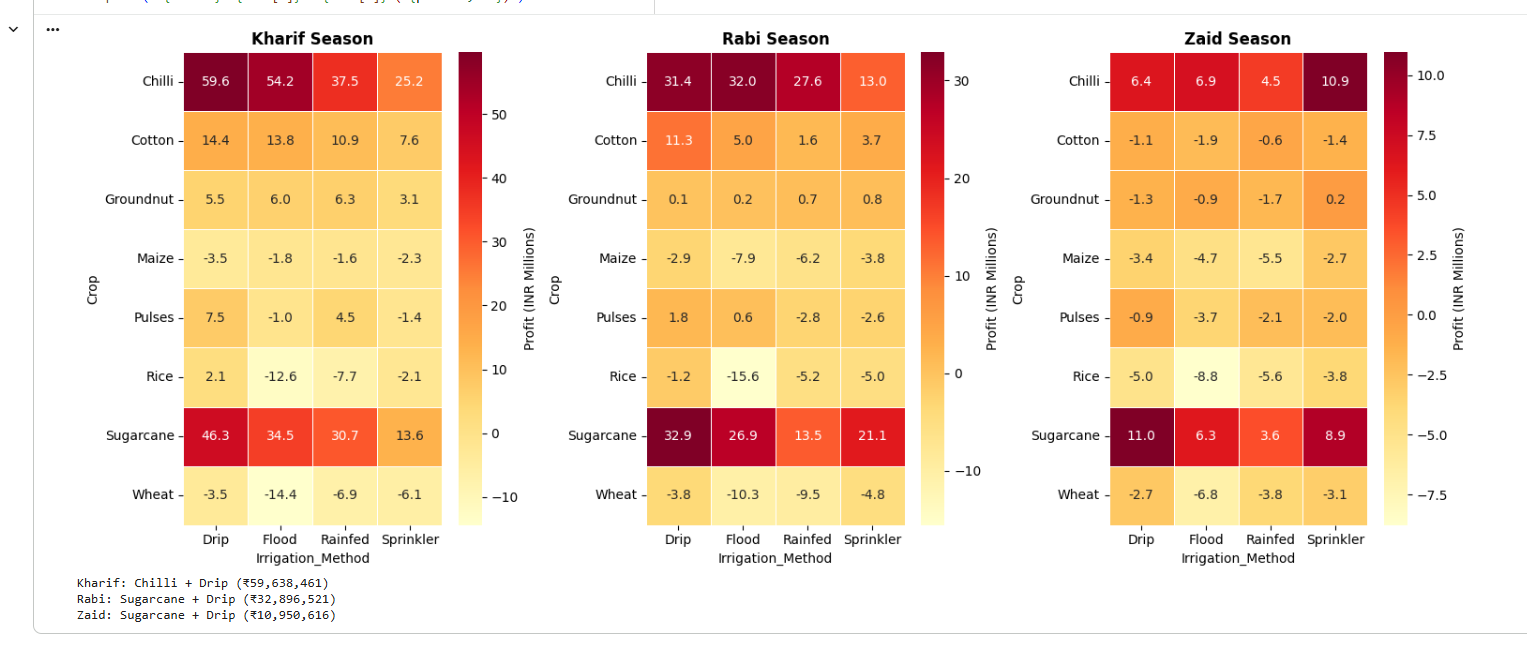 Kharif Season
Chilli 59.6 54.2 37.5 25.2
Cotton 14.4 13.8 10.9 7.6
Groundnut 5.5 6.0 6.3 3.1
Maize -3.5 -1.8 -1.6 -2.3
Pulses 7.5 -1.0 4.5 -1.4
Rice 2.1 -12.6 -7.7 -2.1
Sugarcane 46.3 34.5 30.7 13.6
Wheat -3.5 -14.4 -6.9 -6.1
Drip Flood Rainfed Sprinkler
Irrigation_Method
Crop
50
40
30
20
10
0
−10
Profit (INR Millions)
Rabi Season
Chilli 31.4 32.0 27.6 13.0
Cotton 11.3 5.0 1.6 3.7
Groundnut 0.1 0.2 0.7 0.8
Maize -2.9 -7.9 -6.2 -3.8
Pulses 1.8 0.6 -2.8 -2.6
Rice -1.2 -15.6 -5.2 -5.0
Sugarcane 32.9 26.9 13.5 21.1
Wheat -3.8 -10.3 -9.5 -4.8
Drip Flood Rainfed Sprinkler
Irrigation_Method
Crop
30
20
10
0
−10
Profit (INR Millions)
Zaid Season
Chilli 6.4 6.9 4.5 10.9
Cotton -1.1 -1.9 -0.6 -1.4
Groundnut -1.3 -0.9 -1.7 0.2
Maize -3.4 -4.7 -5.5 -2.7
Pulses -0.9 -3.7 -2.1 -2.0
Rice -5.0 -8.8 -5.6 -3.8
Sugarcane 11.0 6.3 3.6 8.9
Wheat -2.7 -6.8 -3.8 -3.1
Drip Flood Rainfed Sprinkler
Irrigation_Method
Crop
10.0
7.5
5.0
2.5
0.0
−2.5
−5.0
−7.5
Profit (INR Millions)
Kharif: Chilli + Drip (₹59,638,461)
Rabi: Sugarcane + Drip (₹32,896,521)
Zaid: Sugarcane + Drip (₹10,950,616)